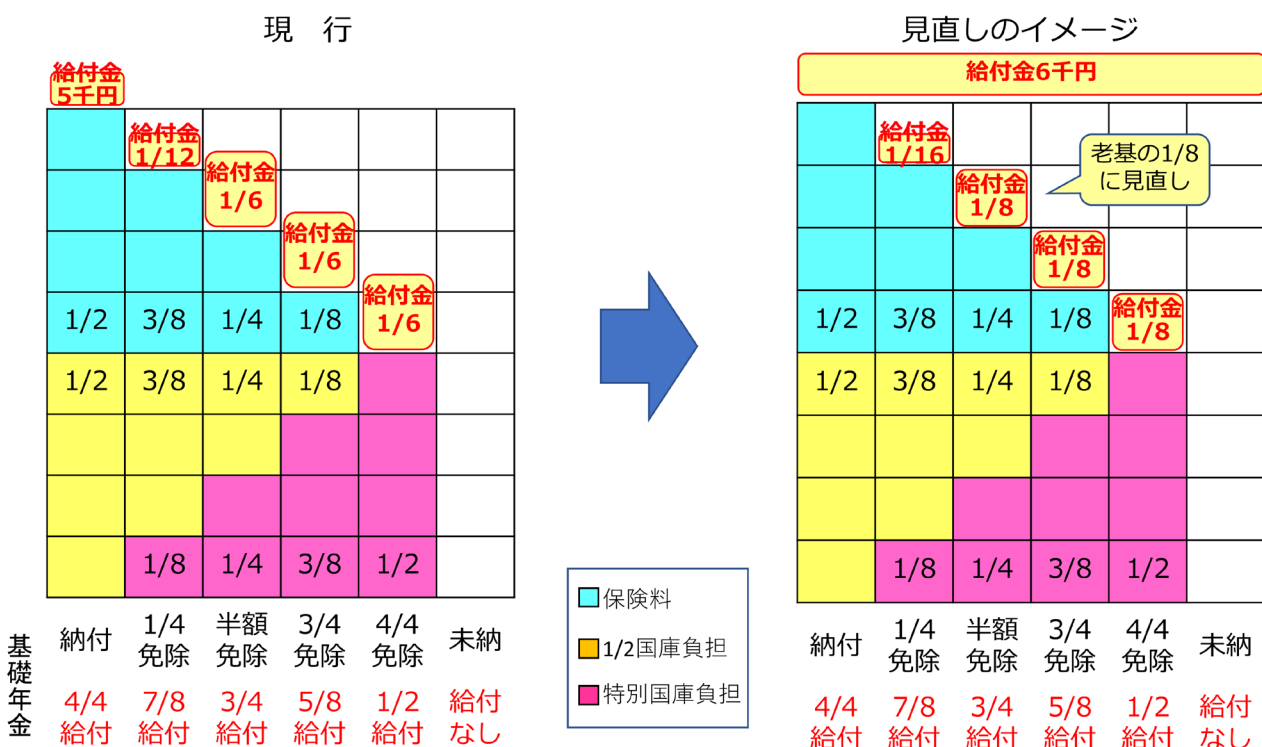 現 行
給付金
5千円
給付金
1/12
給付金
1/6
給付金
1/6
給付金
1/6
1/2 3/8 1/4 1/8
1/2 3/8 1/4 1/8
1/8 1/4 3/8 1/2
基礎年金
納付
1/4
免除
半額
免除
3/4
免除
4/4
免除
未納
4/4
給付
7/8
給付
3/4
給付
5/8
給付
1/2
給付
給付
なし
保険料
1/2国庫負担
特別国庫負担
見直しのイメージ
給付金6千円
給付金
1/16
給付金
1/8
給付金
1/8
給付金
1/8
老基の1/8
に見直し
1/2 3/8 1/4 1/8
1/2 3/8 1/4 1/8
1/8 1/4 3/8 1/2
納付
1/4
免除
半額
免除
3/4
免除
4/4
免除
未納
4/4
給付
7/8
給付
3/4
給付
5/8
給付
1/2
給付
給付
なし